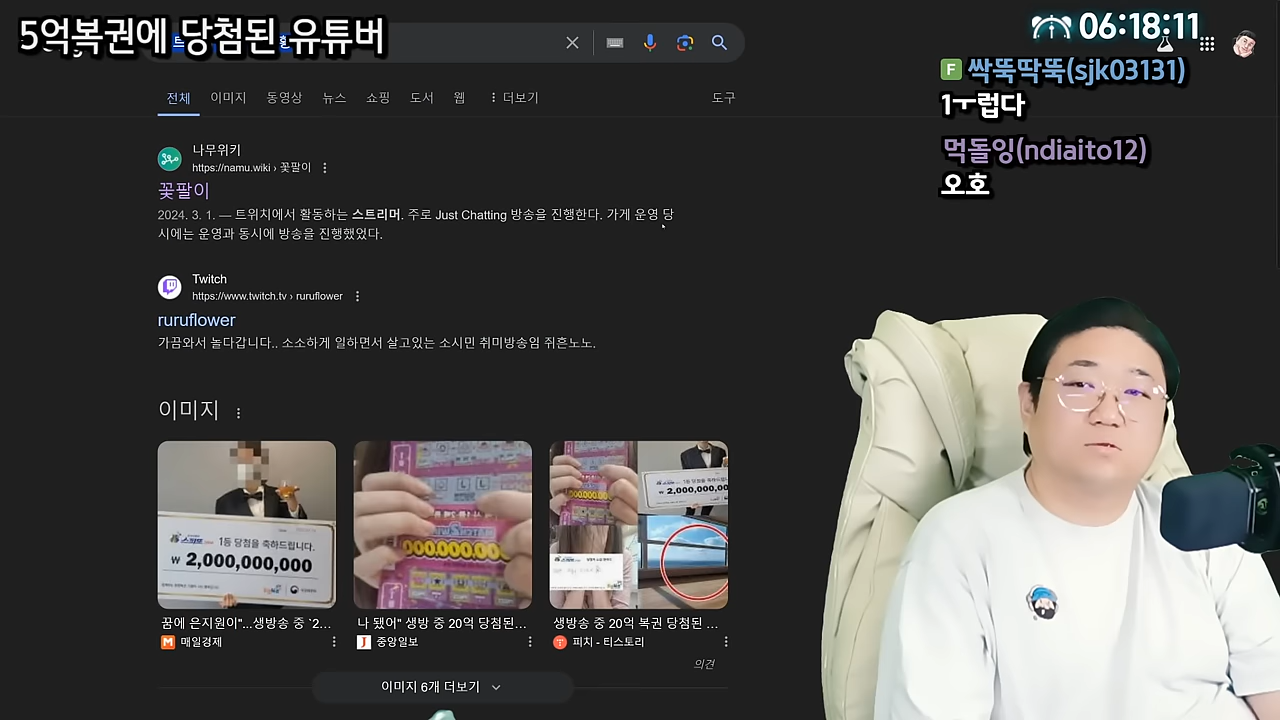 5억복권에 당첨된 유튜버
06:18:11
전체 이미지 동영상 뉴스 쇼핑 도서 웹 더보기 도구
F 싹뚝딱뚝(sjk03131)
1ㅜ럽다
먹돌잉(ndiaito12)
오호
나무위키
https://namu.wiki › 꽃팔이
꽃팔이
2024. 3. 1. — 트위치에서 활동하는 스트리머. 주로 Just Chatting 방송을 진행한다. 가게 운영 당
시에는 운영과 동시에 방송을 진행했었다.
Twitch
https://www.twitch.tv › ruruflower
ruruflower
가끔와서 놀다갑니다.. 소소하게 일하면서 살고있는 소시민 취미방송임 쥐흔노노.
이미지
1등 당첨을 축하드립니다.
₩ 2,000,000,000
00,000,000
₩ 2,000,000,00
꿈에 은지원이"...생방송 중 `2...
M 매일경제
나 됐어" 생방 중 20억 당첨된...
J 중앙일보
생방송 중 20억 복권 당첨된 ...
T 피치 - 티스토리
의견
이미지 6개 더보기